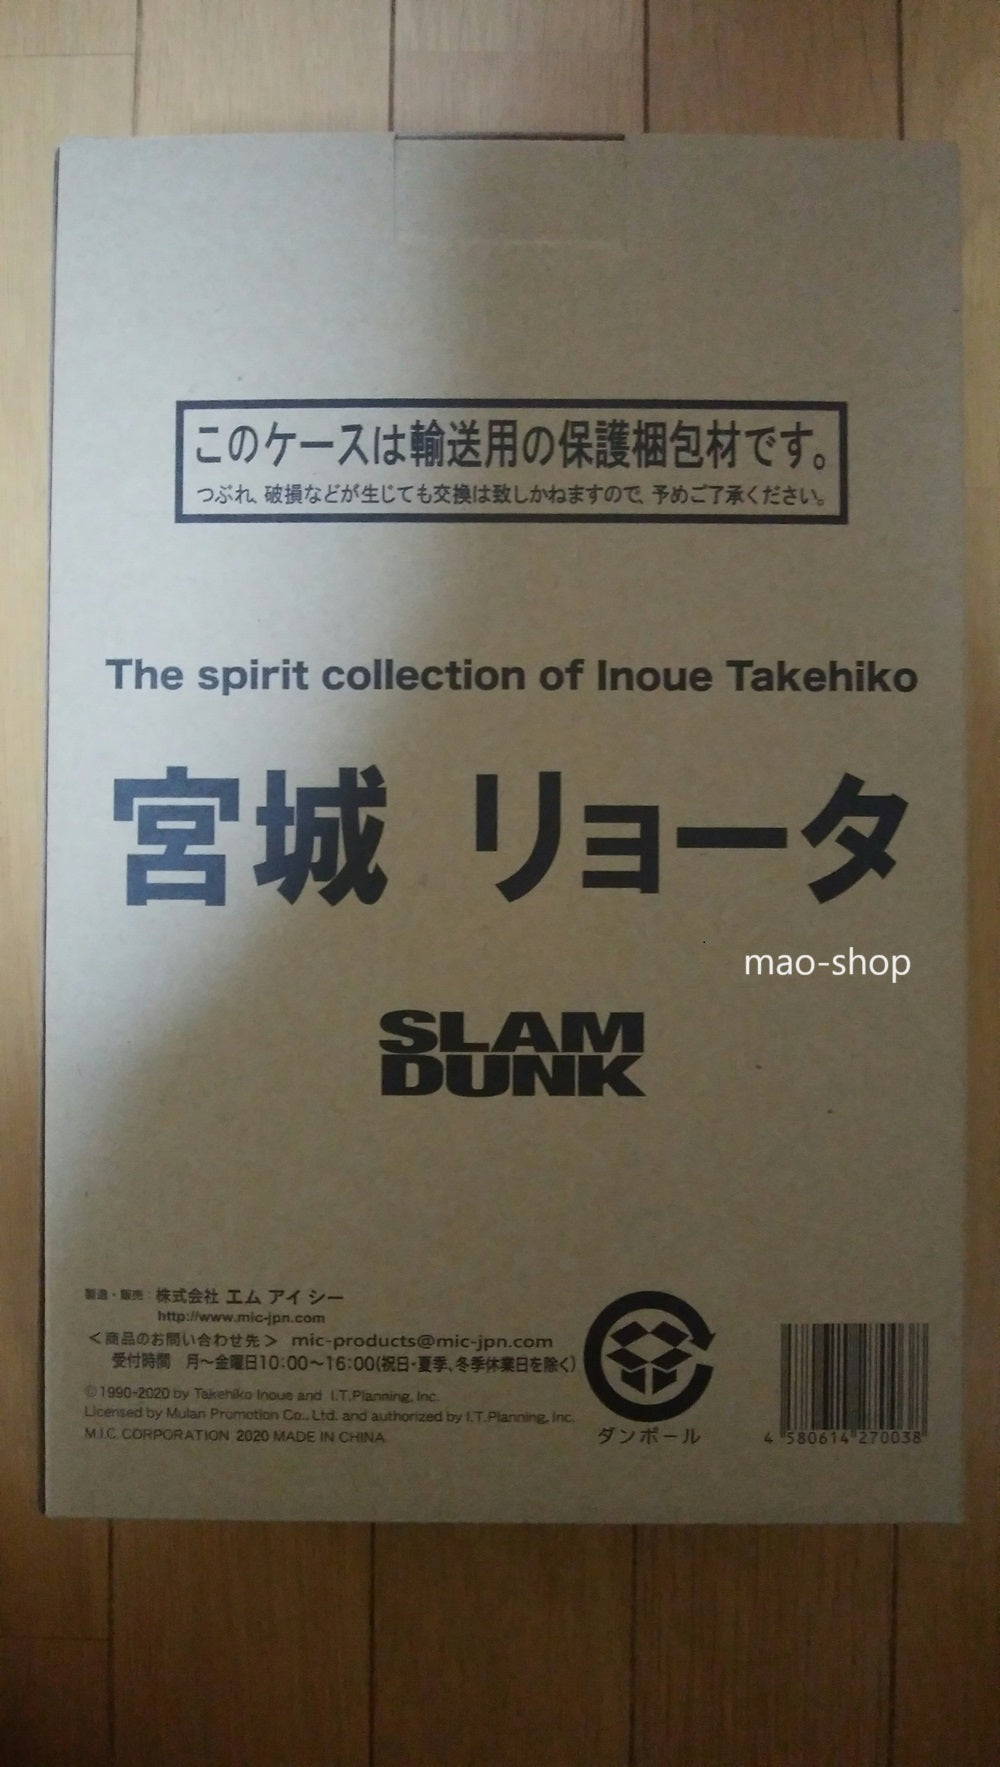 このケースは輸送用の保護梱包材です。
つぶれ、破損などが生じても交換は致しかねますので、予めご了承ください。
The spirit collection of Inoue Takehiko
宮城 リョータ
mao-shop
SLAM
DUNK
製造・販売：株式会社 エム アイ シー
http://www.mic-jpn.com
＜商品のお問い合わせ先＞ mic-products@mic-jpn.com
受付時間 月～金曜日10:00～16:00(祝日・夏季、冬季休業日を除く)
©1990-2020 by Takehiko Inoue and I.T.Planning, Inc.
Licensed by Mulan Promotion Co., Ltd. and authorized by I.T.Planning, Inc.
M.I.C. CORPORATION 2020 MADE IN CHINA
ダンボール
4 580614 270038